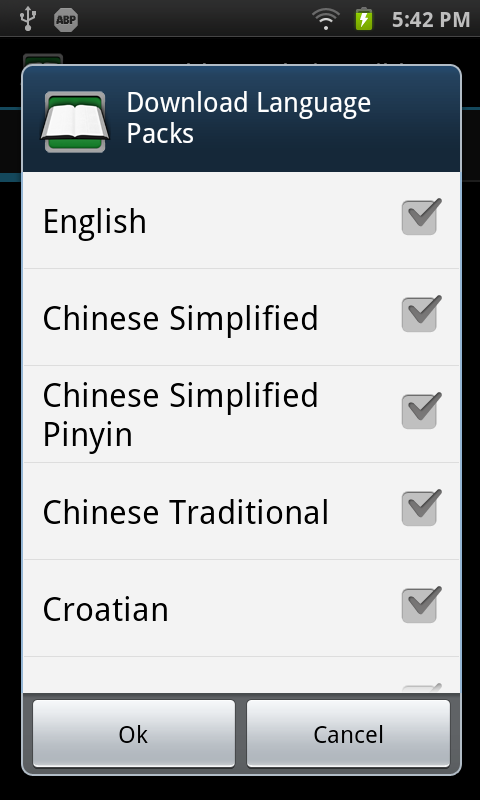 ABP
5:42 PM
Download Language
Packs
English
Chinese Simplified
Chinese Simplified
Pinyin
Chinese Traditional
Croatian
Ok
Cancel